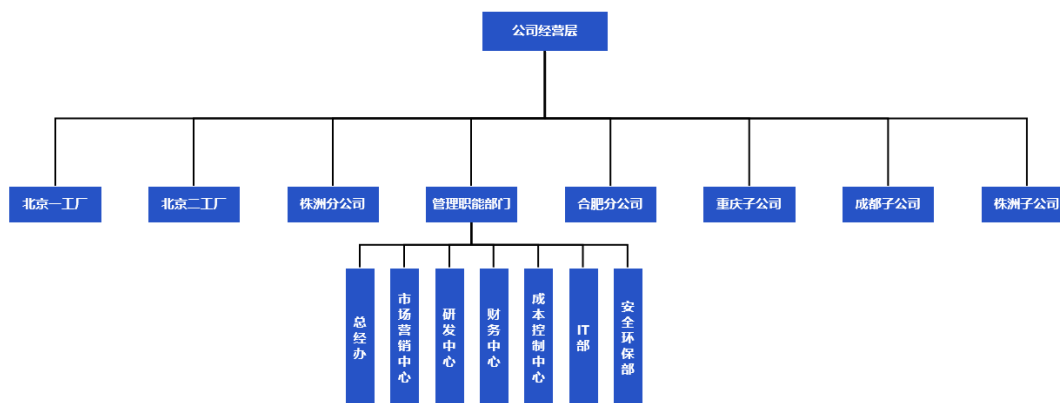 公司经营层
北京一工厂
北京二工厂
株洲分公司
管理职能部门
合肥分公司
重庆子公司
成都子公司
株洲子公司
总经办
市场营销中心
研发中心
财务中心
成本控制中心
IT部
安全环保部